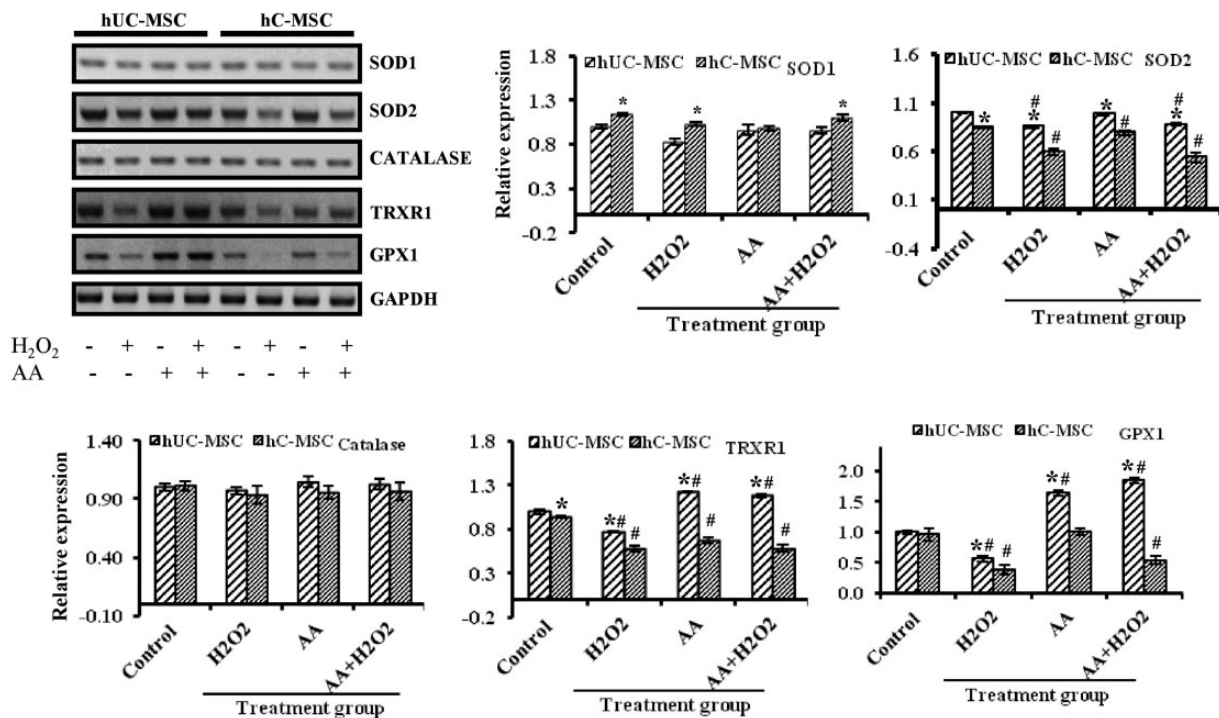 hUC-MSC hC-MSC
SOD1
SOD2
CATALASE
TRXR1
GPX1
GAPDH
H2O2 - + - + - + - +
AA - - + + - - + +
Relative expression
1.8
1.3
0.8
0.3
-0.2
hUC-MSC hC-MSC SOD1
* * *
Control H2O2 AA AA+H2O2
Treatment group
1.6
1.1
0.6
0.1
-0.4
hUC-MSC hC-MSC SOD2
* # * # * # # * #
Control H2O2 AA AA+H2O2
Treatment group
Relative expression
1.40
0.90
0.40
-0.10
hUC-MSC hC-MSC Catalase
Control H2O2 AA AA+H2O2
Treatment group
1.8
1.3
0.8
0.3
-0.2
hUC-MSC hC-MSC TRXR1
* *# # *# # *# #
Control H2O2 AA AA+H2O2
Treatment group
2.0
1.5
1.0
0.5
0.0
hUC-MSC hC-MSC GPX1
*# # *# *# #
Control H2O2 AA AA+H2O2
Treatment group